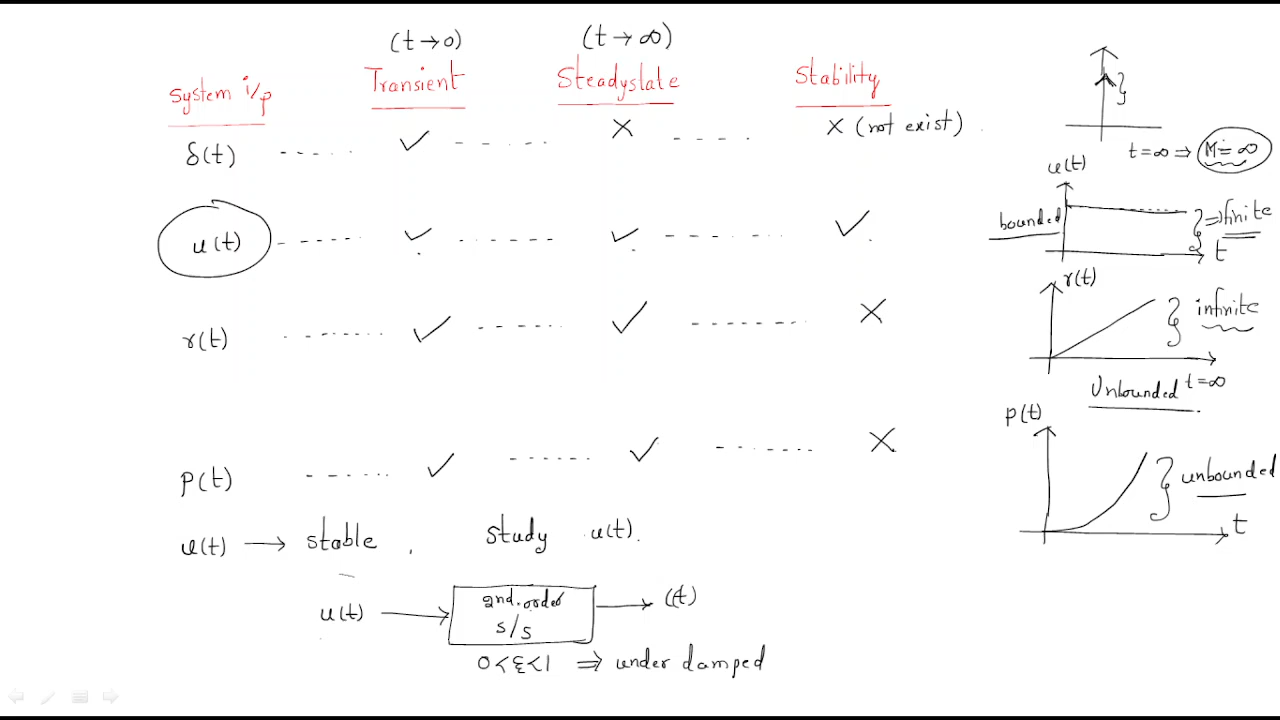 (t→0) (t→∞)
System i/p Transient Steadystate Stability
δ(t) ✓ × × (not exist)
t=∞ ⇒ M=∞
u(t)
u(t) ✓ ✓ ✓
bounded ⇒finite
t
r(t)
r(t) ✓ ✓ ×
infinite
t=∞
Unbounded
p(t)
p(t) ✓ ✓ ×
unbounded
t
u(t) → stable, study u(t).
u(t) → 2nd.order → C(t)
s/s
0<ξ<1 ⇒ under damped